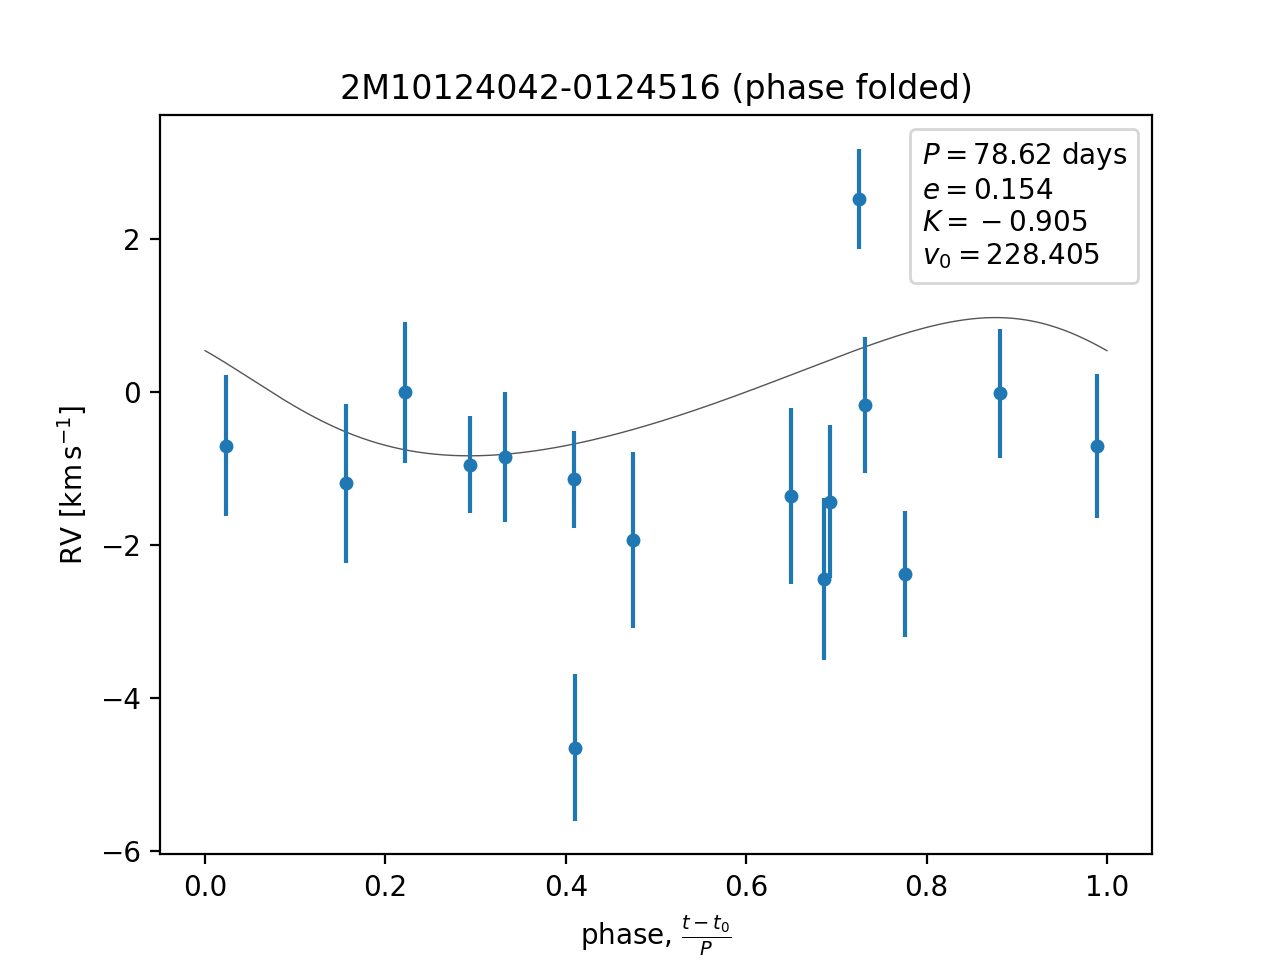 2M10124042-0124516 (phase folded)
P = 78.62 days
e = 0.154
K = −0.905
v₀ = 228.405
RV [km s⁻¹]
2
0
−2
−4
−6
0.0 0.2 0.4 0.6 0.8 1.0
phase, (t − t₀)/P